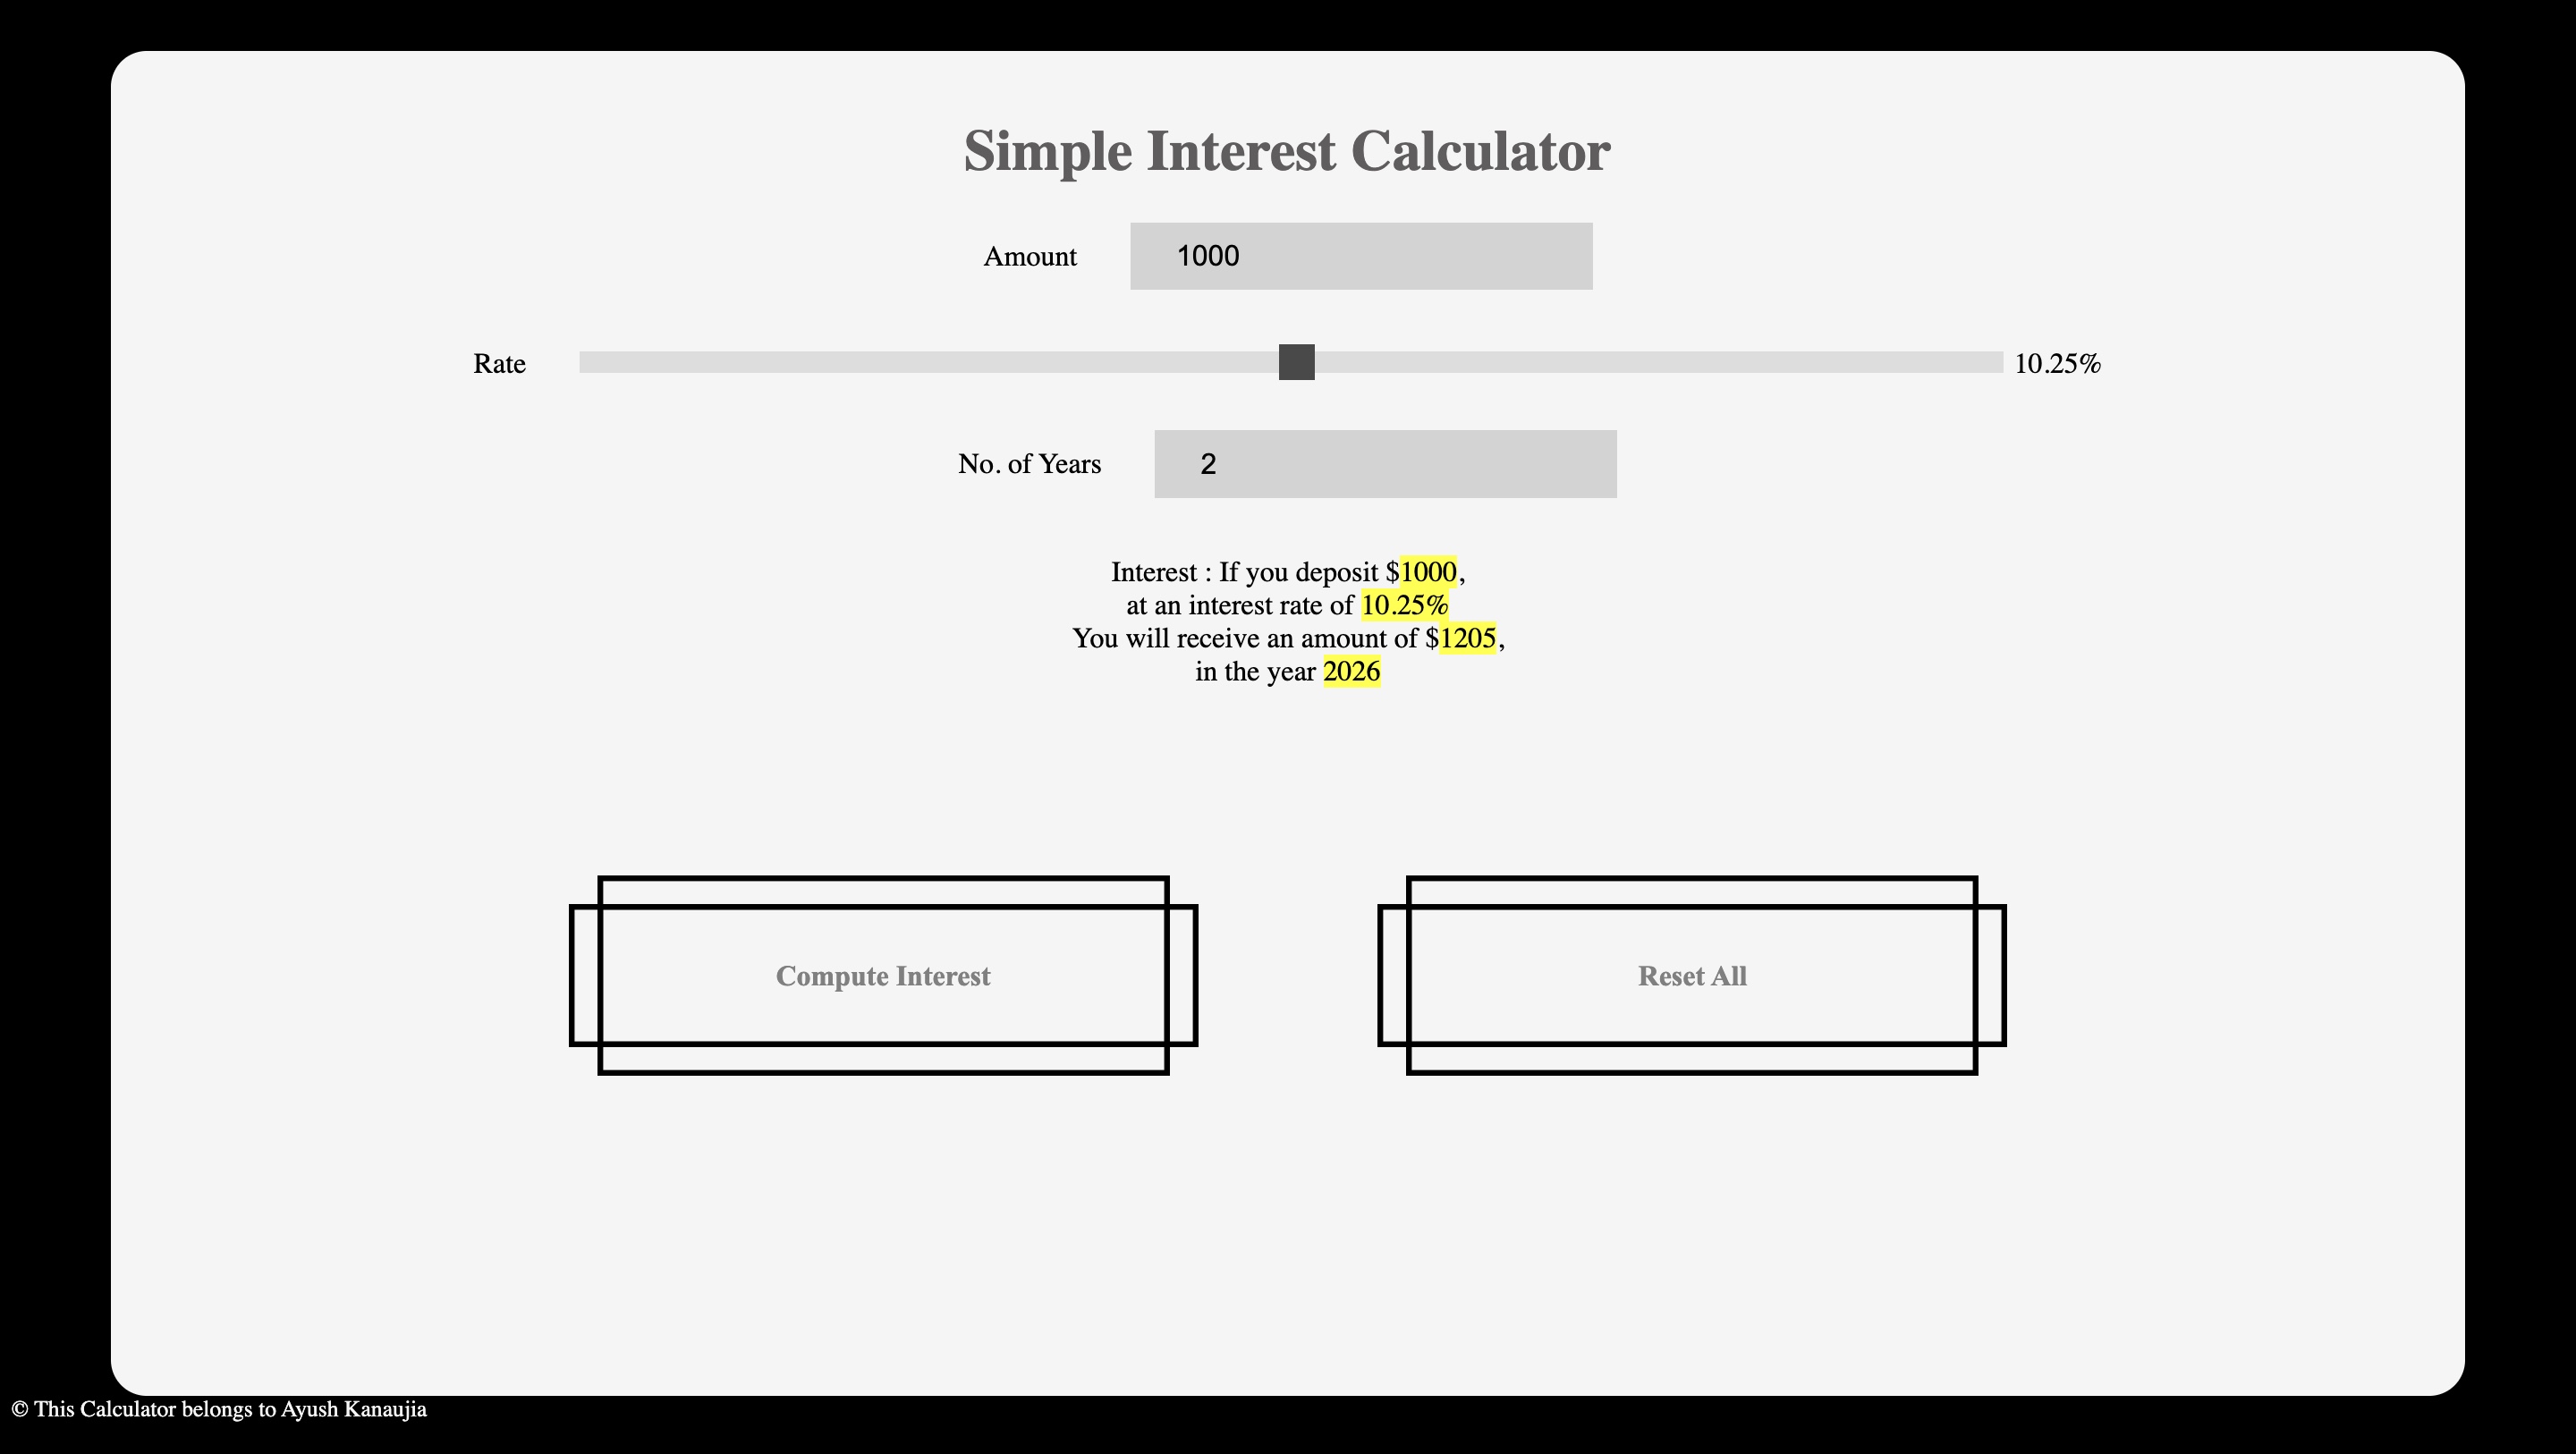 Simple Interest Calculator
Amount 1000
Rate 10.25%
No. of Years 2
Interest : If you deposit $1000,
at an interest rate of 10.25%
You will receive an amount of $1205,
in the year 2026
Compute Interest Reset All
© This Calculator belongs to Ayush Kanaujia